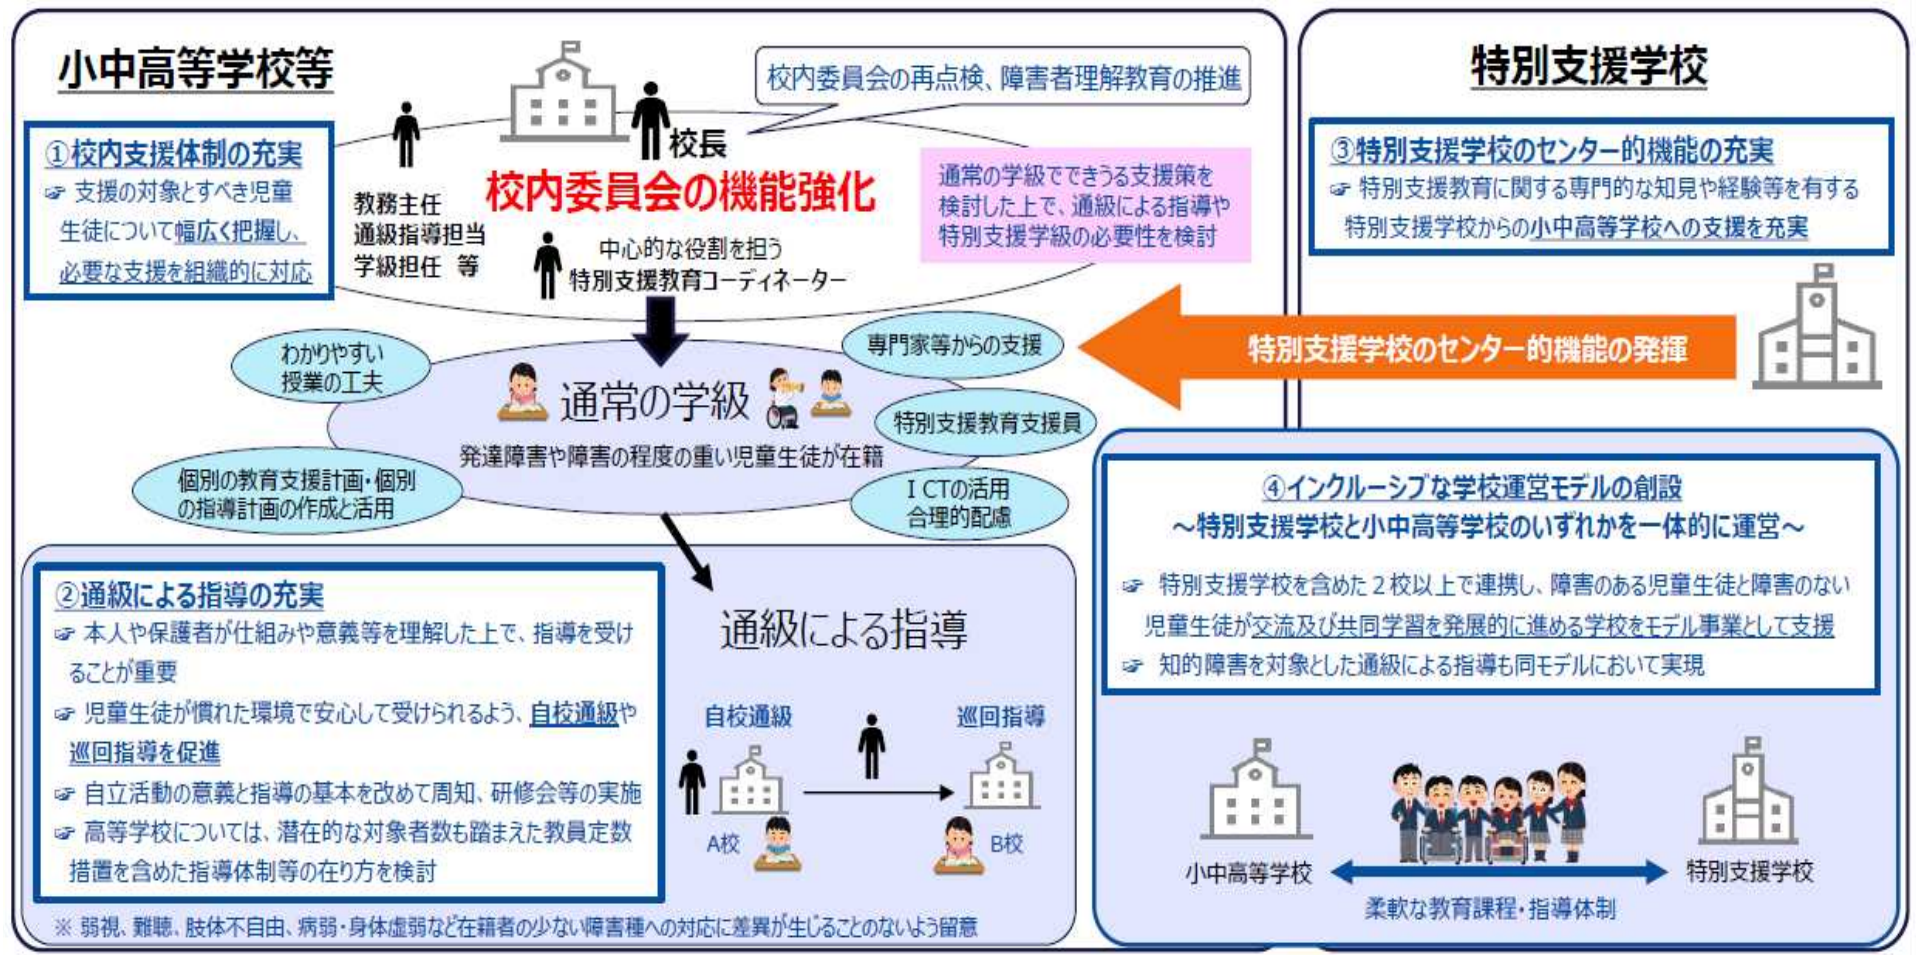 小中高等学校等
校内委員会の再点検、障害者理解教育の推進
①校内支援体制の充実
☞ 支援の対象とすべき児童
生徒について幅広く把握し、
必要な支援を組織的に対応
校長
校内委員会の機能強化
教務主任
通級指導担当
学級担任 等
中心的な役割を担う
特別支援教育コーディネーター
通常の学級でできうる支援策を
検討した上で、通級による指導や
特別支援学級の必要性を検討
わかりやすい
授業の工夫
専門家等からの支援
通常の学級
特別支援教育支援員
発達障害や障害の程度の重い児童生徒が在籍
個別の教育支援計画・個別
の指導計画の作成と活用
ICTの活用
合理的配慮
②通級による指導の充実
☞ 本人や保護者が仕組みや意義等を理解した上で、指導を受け
ることが重要
☞ 児童生徒が慣れた環境で安心して受けられるよう、自校通級や
巡回指導を促進
☞ 自立活動の意義と指導の基本を改めて周知、研修会等の実施
☞ 高等学校については、潜在的な対象者数も踏まえた教員定数
措置を含めた指導体制等の在り方を検討
通級による指導
自校通級
巡回指導
A校
B校
※ 弱視、難聴、肢体不自由、病弱・身体虚弱など在籍者の少ない障害種への対応に差異が生じることのないよう留意
特別支援学校
③特別支援学校のセンター的機能の充実
☞ 特別支援教育に関する専門的な知見や経験等を有する
特別支援学校からの小中高等学校への支援を充実
特別支援学校のセンター的機能の発揮
④インクルーシブな学校運営モデルの創設
～特別支援学校と小中高等学校のいずれかを一体的に運営～
☞ 特別支援学校を含めた２校以上で連携し、障害のある児童生徒と障害のない
児童生徒が交流及び共同学習を発展的に進める学校をモデル事業として支援
☞ 知的障害を対象とした通級による指導も同モデルにおいて実現
小中高等学校
特別支援学校
柔軟な教育課程・指導体制